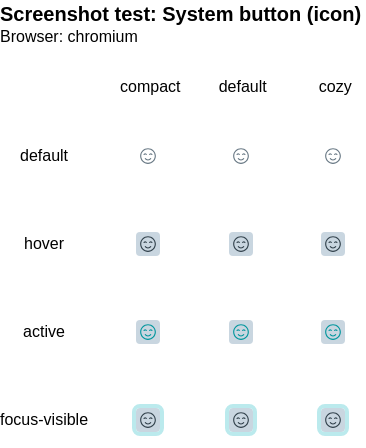 Screenshot test: System button (icon)
Browser: chromium
compact default cozy
default
hover
active
focus-visible